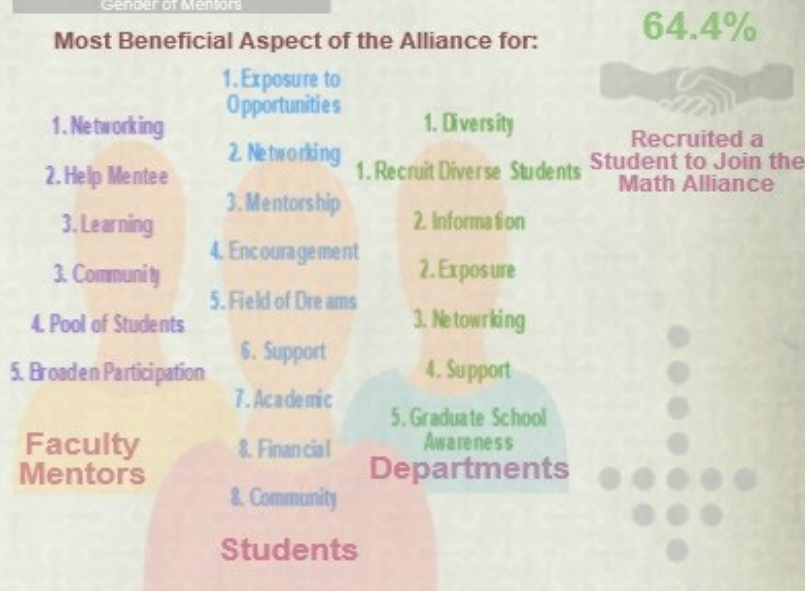 Gender of Mentors
Most Beneficial Aspect of the Alliance for:
1. Networking
2. Help Mentee
3. Learning
3. Community
4. Pool of Students
5. Broaden Participation
Faculty
Mentors
1. Exposure to
Opportunities
2. Networking
3. Mentorship
4. Encouragement
5. Field of Dreams
6. Support
7. Academic
8. Financial
8. Community
Students
1. Diversity
1. Recruit Diverse Students
2. Information
2. Exposure
3. Netowrking
4. Support
5. Graduate School
Awareness
Departments
64.4%
Recruited a
Student to Join the
Math Alliance